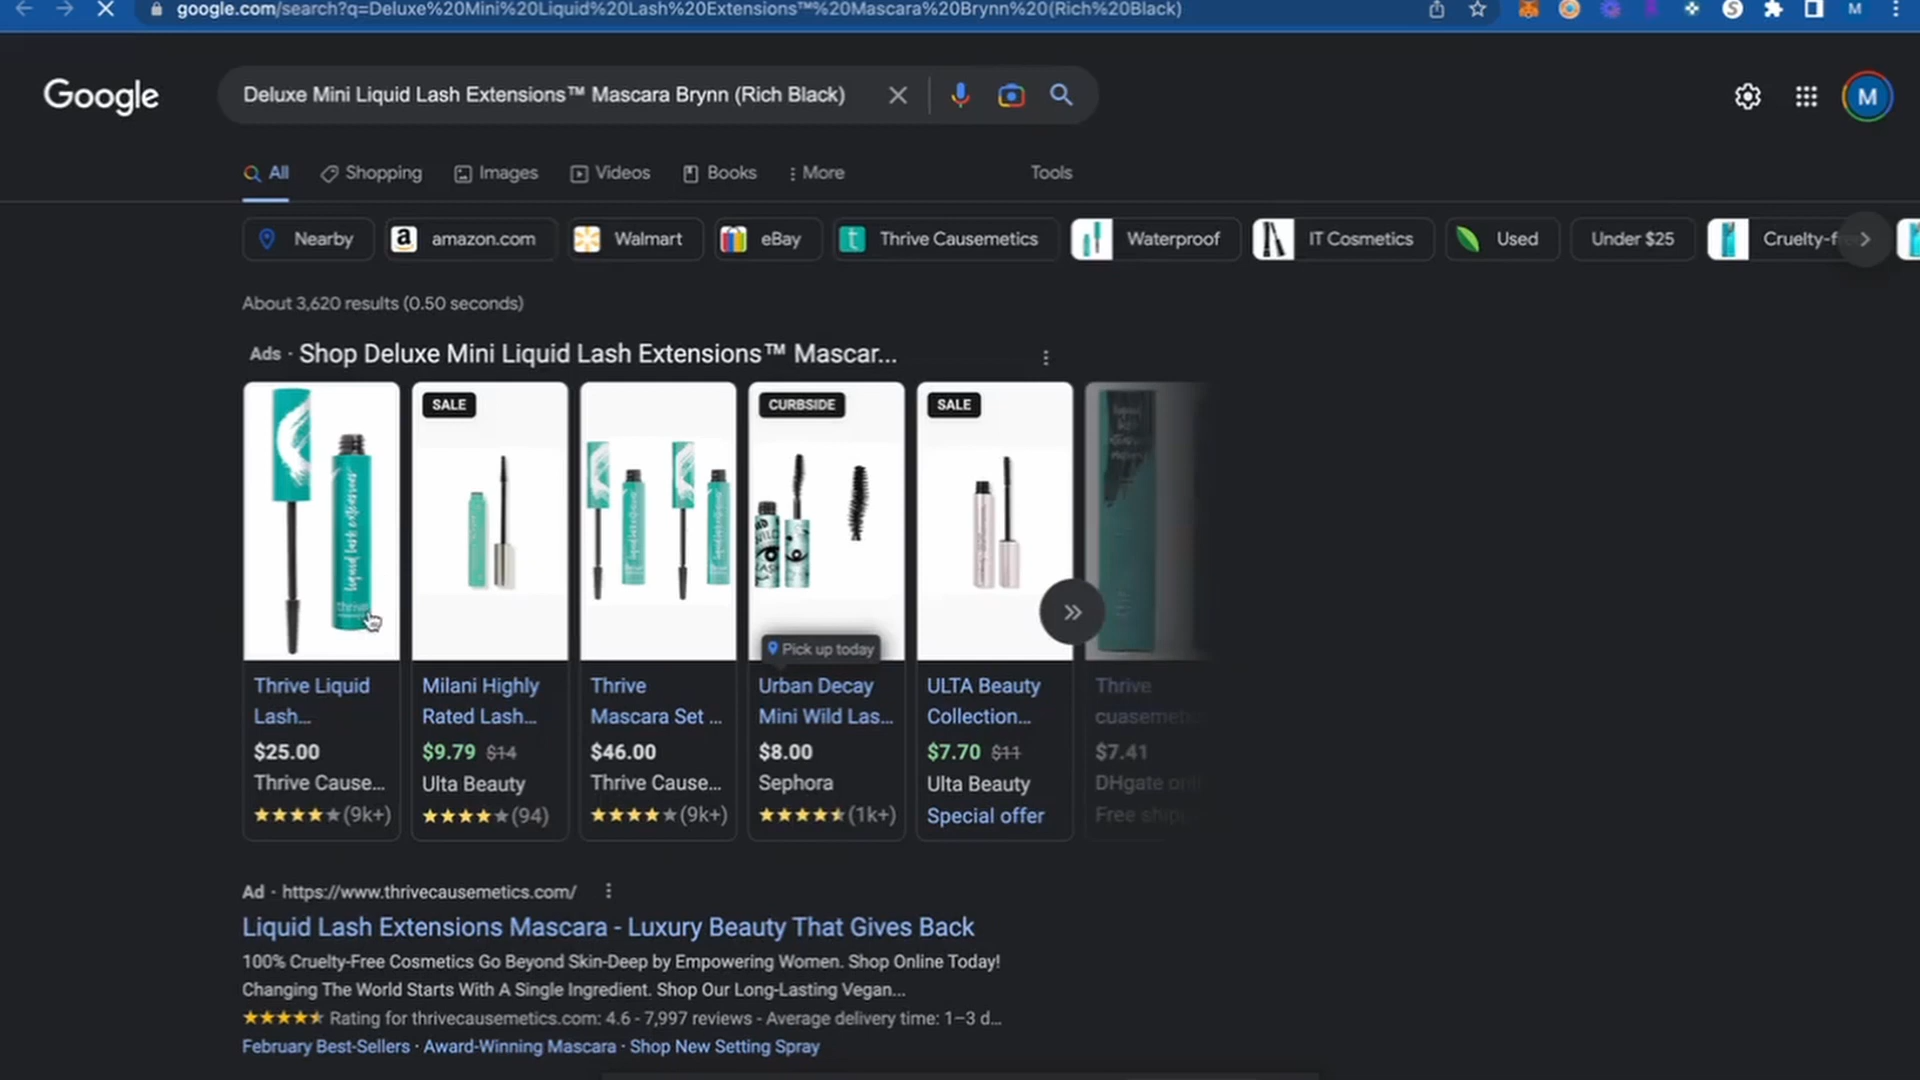 google.com/search?q=Deluxe%20Mini%20Liquid%20Lash%20Extensions™%20Mascara%20Brynn%20(Rich%20Black)
M
Google
Deluxe Mini Liquid Lash Extensions™ Mascara Brynn (Rich Black)
M
All
Shopping
Images
Videos
Books
More
Tools
Nearby
amazon.com
Walmart
eBay
Thrive Causemetics
Waterproof
IT Cosmetics
Used
Under $25
About 3,620 results (0.50 seconds)
Ads · Shop Deluxe Mini Liquid Lash Extensions™ Mascar...
liquid lash extensions
thrive
SALE
CURBSIDE
SALE
Pick up today
Thrive Liquid
Lash...
$25.00
Thrive Cause...
(9k+)
Milani Highly
Rated Lash...
$9.79 $14
Ulta Beauty
(94)
Thrive
Mascara Set ...
$46.00
Thrive Cause...
(9k+)
Urban Decay
Mini Wild Las...
$8.00
Sephora
(1k+)
ULTA Beauty
Collection...
$7.70 $11
Ulta Beauty
Special offer
Thrive
$7.41
DHgate
Free
Ad · https://www.thrivecausemetics.com/
Liquid Lash Extensions Mascara - Luxury Beauty That Gives Back
100% Cruelty-Free Cosmetics Go Beyond Skin-Deep by Empowering Women. Shop Online Today!
Changing The World Starts With A Single Ingredient. Shop Our Long-Lasting Vegan...
Rating for thrivecausemetics.com: 4.6 - 7,997 reviews - Average delivery time: 1–3 d...
February Best-Sellers · Award-Winning Mascara · Shop New Setting Spray